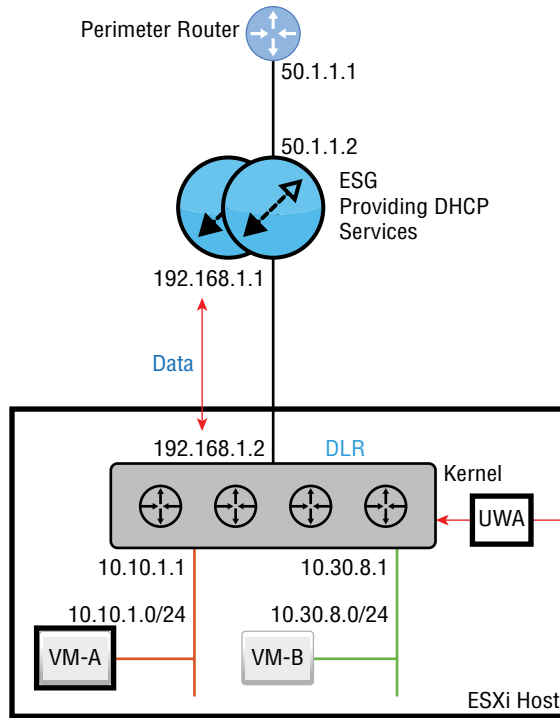 Perimeter Router
50.1.1.1
50.1.1.2
ESG
Providing DHCP
Services
192.168.1.1
Data
192.168.1.2
DLR
Kernel
UWA
10.10.1.1
10.30.8.1
10.10.1.0/24
10.30.8.0/24
VM-A
VM-B
ESXi Host